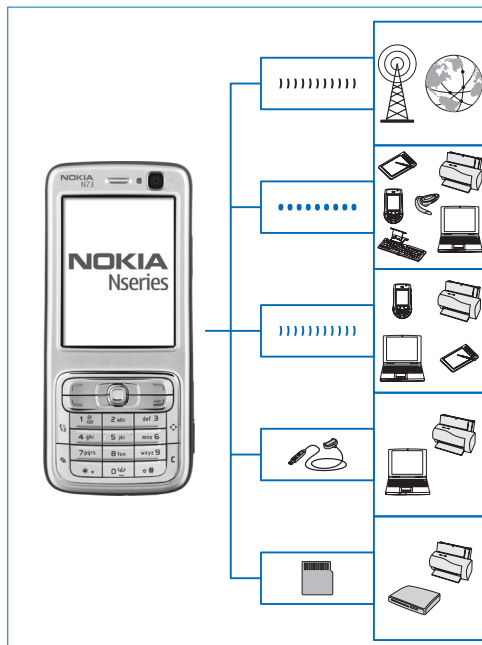 NOKIA
N73
NOKIA
Nseries
1 @ GO 2 abc def 3
4 ghi 5 jkl mno 6
7 pqrs 8 tuv wxyz 9
* + 0 #